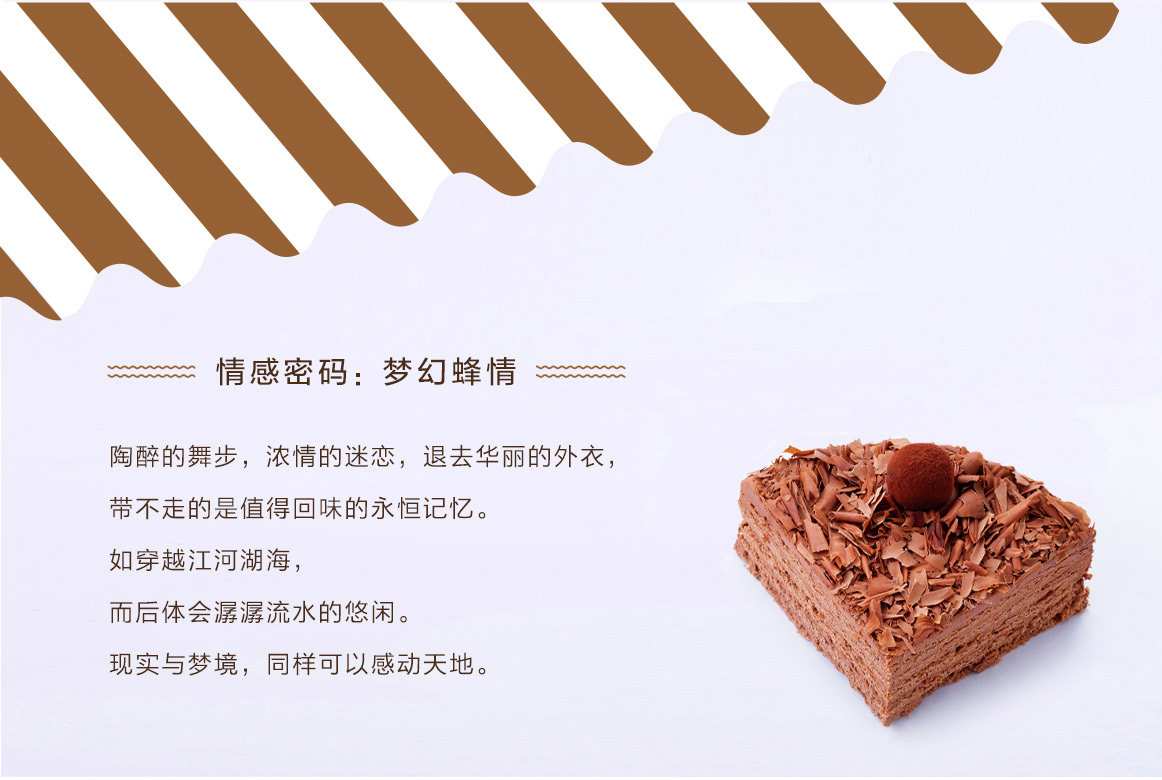 情感密码：梦幻蜂情
陶醉的舞步，浓情的迷恋，退去华丽的外衣，
带不走的是值得回味的永恒记忆。
如穿越江河湖海，
而后体会潺潺流水的悠闲。
现实与梦境，同样可以感动天地。